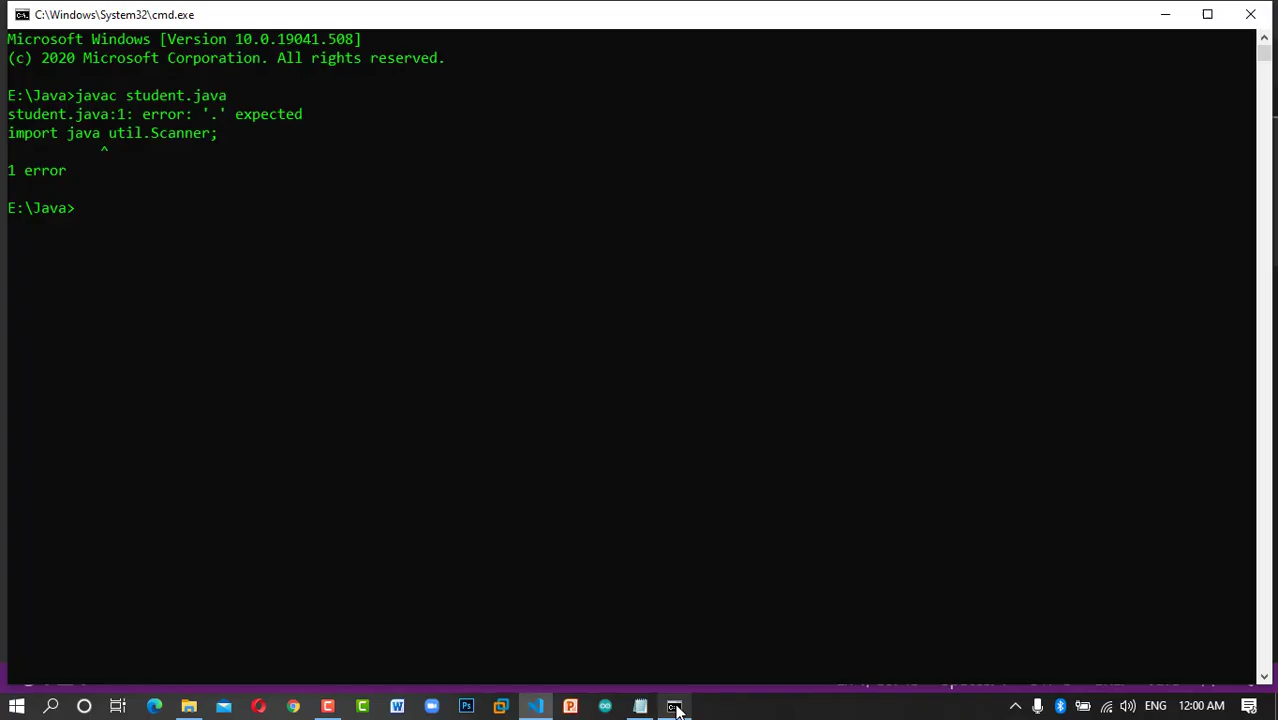 C:\Windows\System32\cmd.exe
Microsoft Windows [Version 10.0.19041.508]
(c) 2020 Microsoft Corporation. All rights reserved.
E:\Java>javac student.java
student.java:1: error: '.' expected
import java util.Scanner;
^
1 error
E:\Java>
ENG 12:00 AM